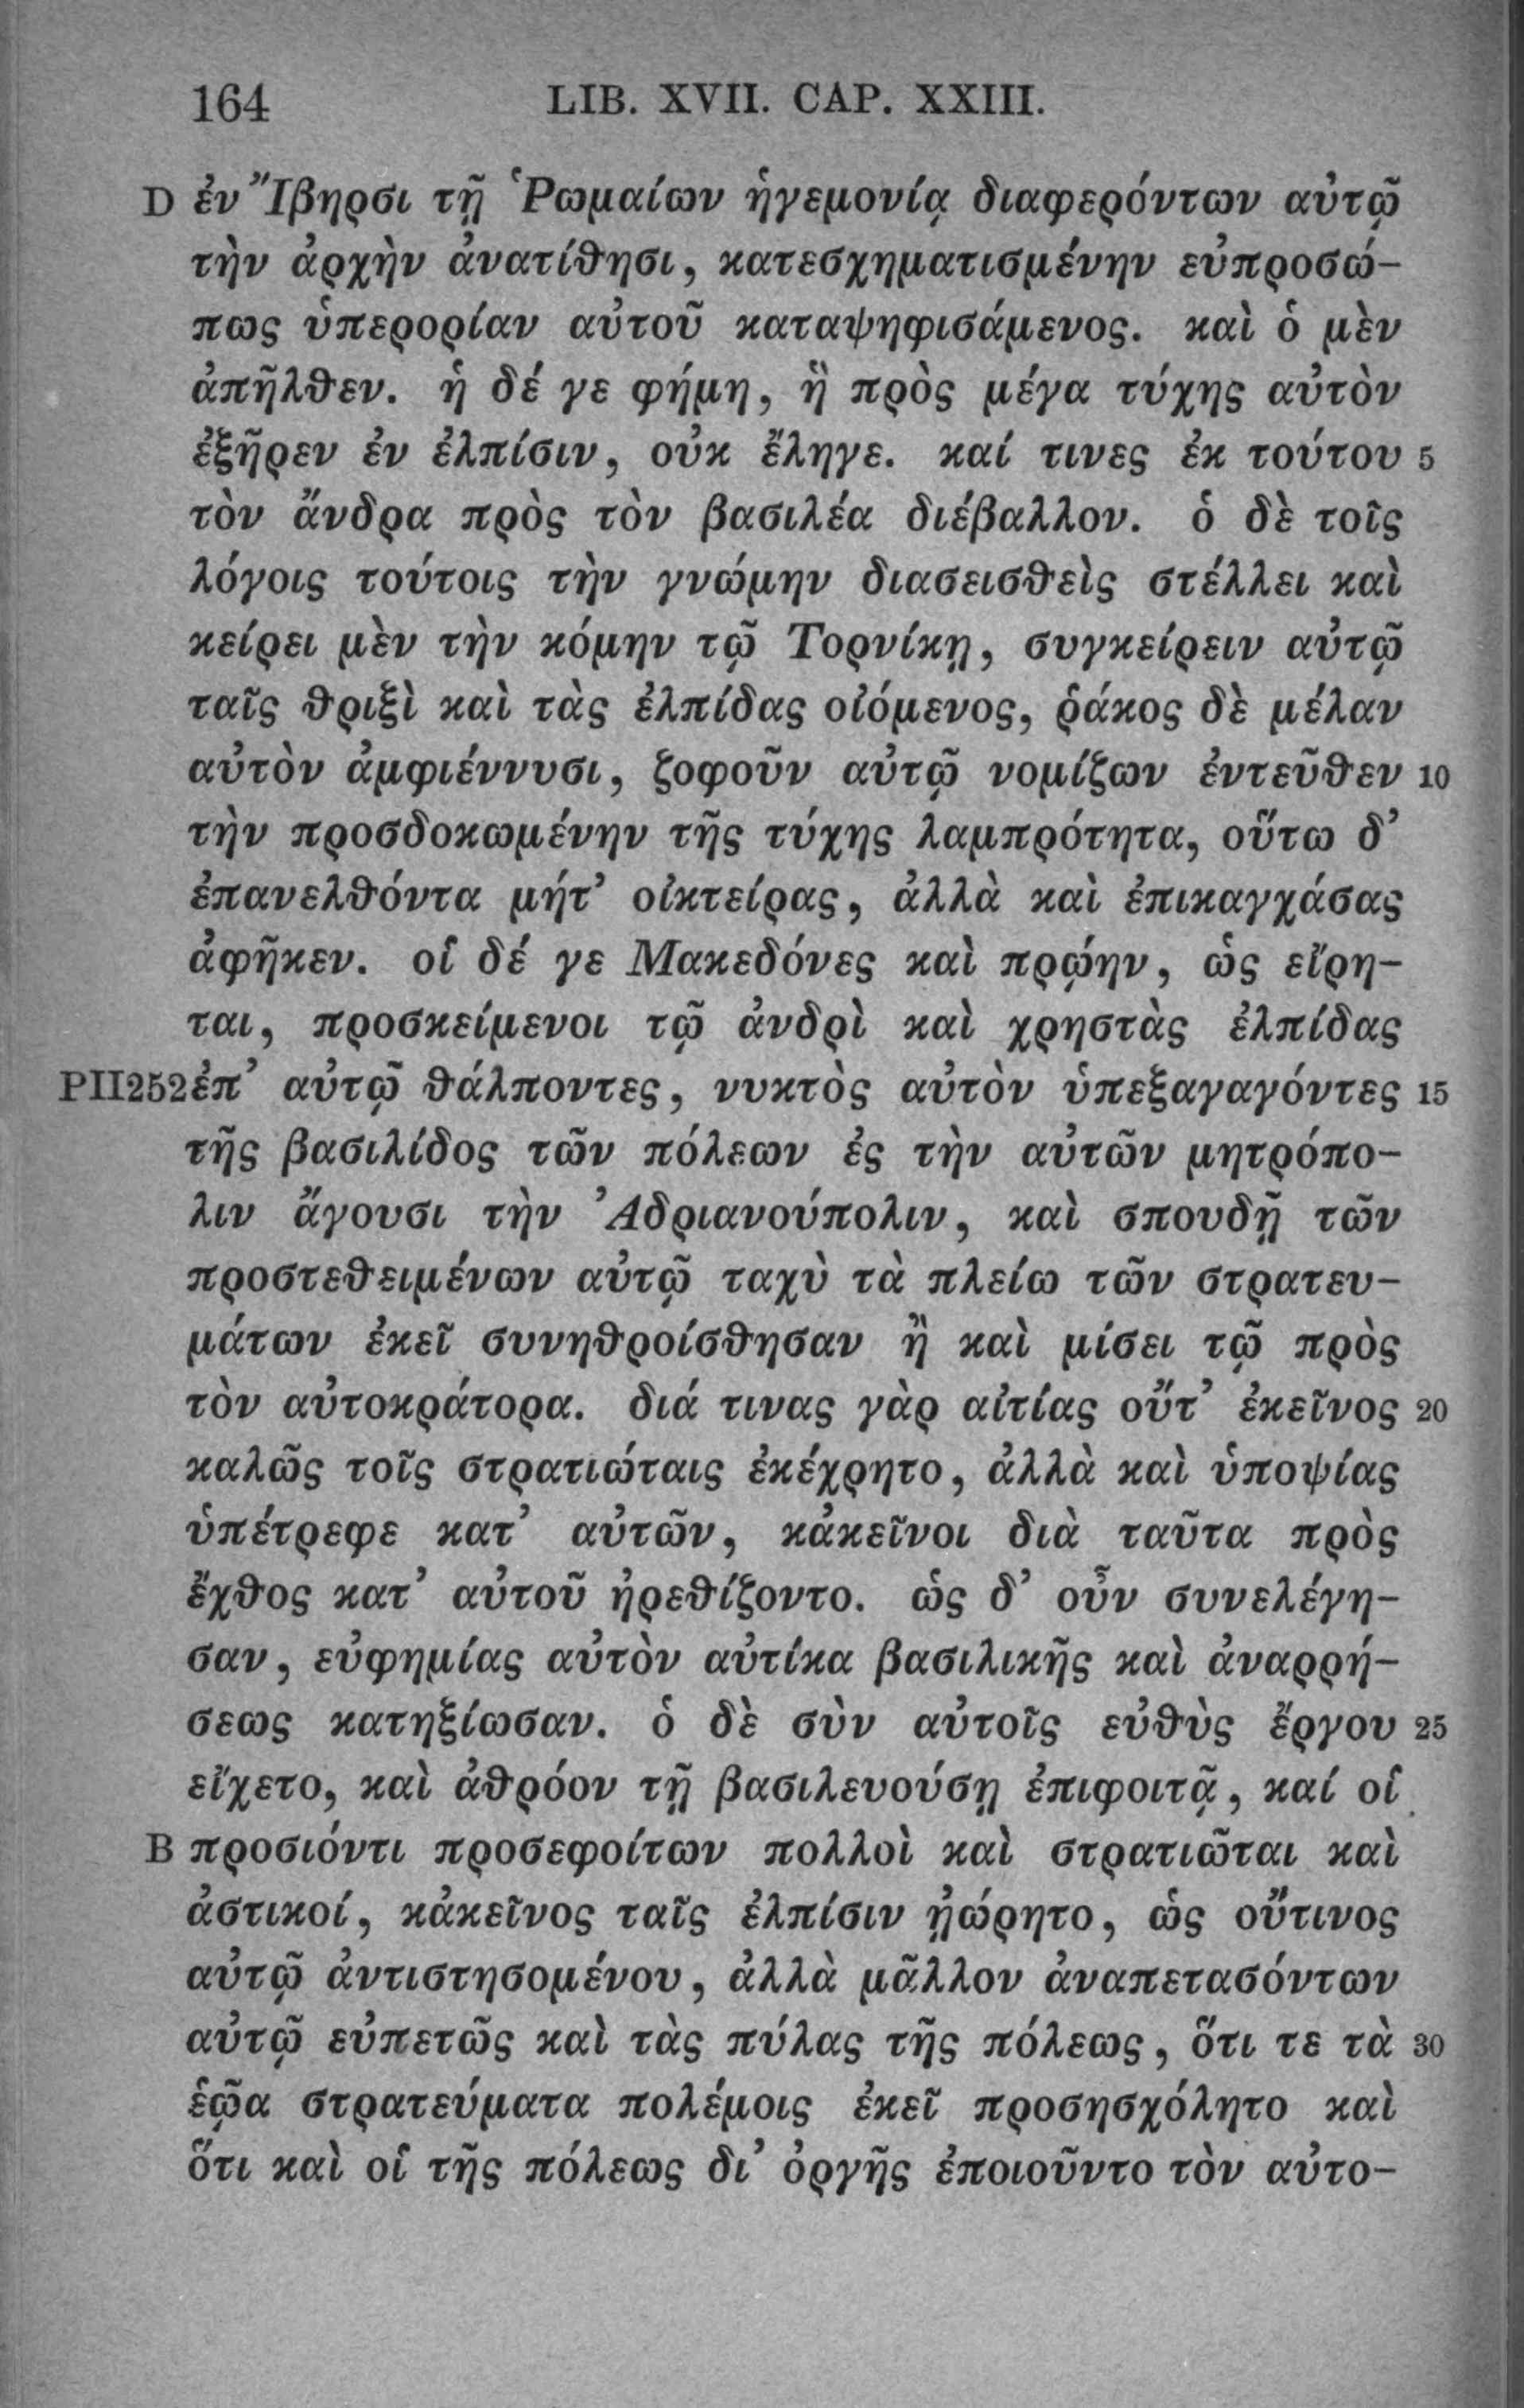 164 LIB. XVII. CAP. XXIII.
D ἐν Ἴβηρσι τῇ Ῥωμαίων ἡγεμονίᾳ διαφερόντων αὐτῷ
τὴν ἀρχὴν ἀνατίθησι, κατεσχηματισμένην εὐπροσώ-
πως ὑπερορίαν αὐτοῦ καταψηφισάμενος. καὶ ὁ μὲν
ἀπῆλθεν. ἡ δέ γε φήμη, ἣ πρὸς μέγα τύχης αὐτὸν
ἐξῆρεν ἐν ἐλπίσιν, οὐκ ἔληγε. καί τινες ἐκ τούτου 5
τὸν ἄνδρα πρὸς τὸν βασιλέα διέβαλλον. ὁ δὲ τοῖς
λόγοις τούτοις τὴν γνώμην διασεισθεὶς στέλλει καὶ
κείρει μὲν τὴν κόμην τῷ Τορνίκῃ, συγκείρειν αὐτῷ
ταῖς θριξὶ καὶ τὰς ἐλπίδας οἰόμενος, ῥάκος δὲ μέλαν
αὐτὸν ἀμφιέννυσι, ζοφοῦν αὐτῷ νομίζων ἐντεῦθεν 10
τὴν προσδοκωμένην τῆς τύχης λαμπρότητα, οὕτω δ’
ἐπανελθόντα μήτ’ οἰκτείρας, ἀλλὰ καὶ ἐπικαγχάσας
ἀφῆκεν. οἱ δέ γε Μακεδόνες καὶ πρῴην, ὡς εἴρη-
ται, προσκείμενοι τῷ ἀνδρὶ καὶ χρηστὰς ἐλπίδας
PII252 ἐπ’ αὐτῷ θάλποντες, νυκτὸς αὐτὸν ὑπεξαγαγόντες 15
τῆς βασιλίδος τῶν πόλεων ἐς τὴν αὐτῶν μητρόπο-
λιν ἄγουσι τὴν Ἀδριανούπολιν, καὶ σπουδῇ τῶν
προστεθειμένων αὐτῷ ταχὺ τὰ πλείω τῶν στρατευ-
μάτων ἐκεῖ συνηθροίσθησαν ἢ καὶ μίσει τῷ πρὸς
τὸν αὐτοκράτορα. διά τινας γὰρ αἰτίας οὔτ’ ἐκεῖνος 20
καλῶς τοῖς στρατιώταις ἐκέχρητο, ἀλλὰ καὶ ὑποψίας
ὑπέτρεφε κατ’ αὐτῶν, κἀκεῖνοι διὰ ταῦτα πρὸς
ἔχθος κατ’ αὐτοῦ ἠρεθίζοντο. ὡς δ’ οὖν συνελέγη-
σαν, εὐφημίας αὐτὸν αὐτίκα βασιλικῆς καὶ ἀναρρή-
σεως κατηξίωσαν. ὁ δὲ σὺν αὐτοῖς εὐθὺς ἔργου 25
εἴχετο, καὶ ἀθρόον τῇ βασιλευούσῃ ἐπιφοιτᾷ, καί οἱ
B προσιόντι προσεφοίτων πολλοὶ καὶ στρατιῶται καὶ
ἀστικοί, κἀκεῖνος ταῖς ἐλπίσιν ᾐώρητο, ὡς οὔτινος
αὐτῷ ἀντιστησομένου, ἀλλὰ μᾶλλον ἀναπετασόντων
αὐτῷ εὐπετῶς καὶ τὰς πύλας τῆς πόλεως, ὅτι τε τὰ 30
ἑῷα στρατεύματα πολέμοις ἐκεῖ προσησχόλητο καὶ
ὅτι καὶ οἱ τῆς πόλεως δι’ ὀργῆς ἐποιοῦντο τὸν αὐτο-